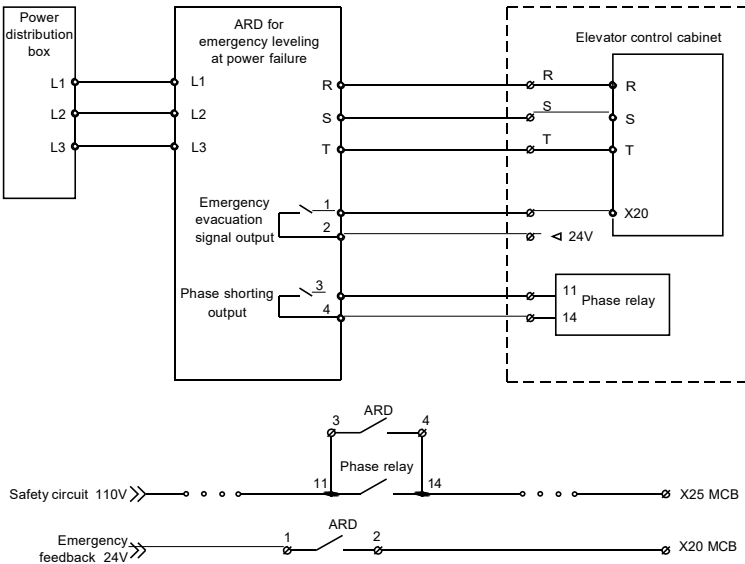 Power
distribution
box
L1
L2
L3
ARD for
emergency leveling
at power failure
L1
L2
L3
R
S
T
Emergency
evacuation
signal output
1
2
Phase shorting
output
3
4
Elevator control cabinet
R
S
T
R
S
T
X20
24V
11
14
Phase relay
ARD
3
4
Phase relay
11
14
Safety circuit 110V
X25 MCB
ARD
1
2
Emergency
feedback 24V
X20 MCB